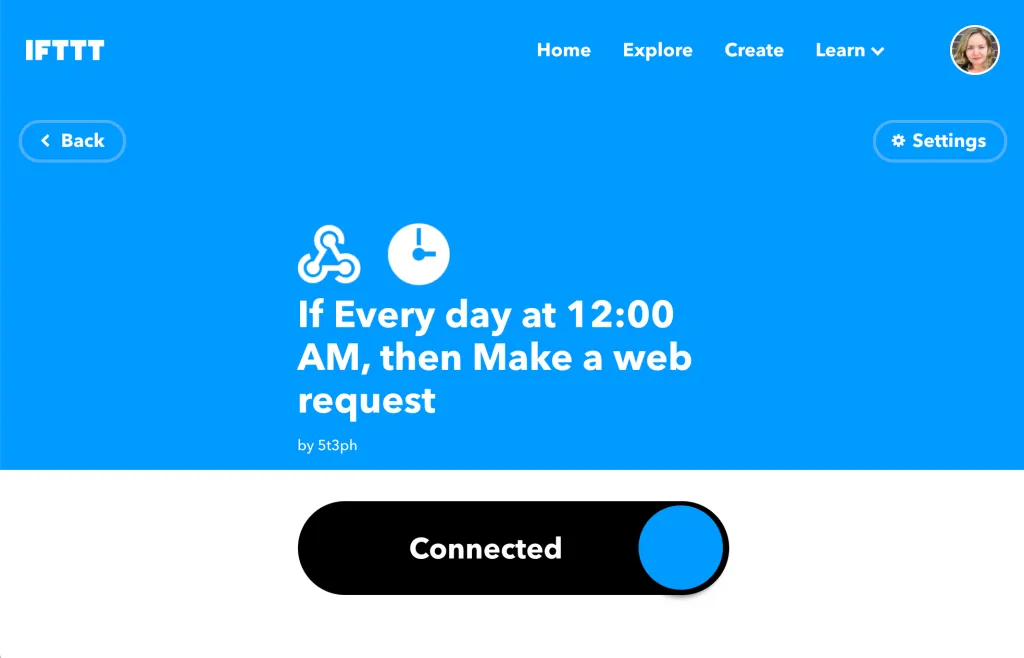 IFTTT
Home Explore Create Learn
Back
Settings
If Every day at 12:00
AM, then Make a web
request
by 5t3ph
Connected